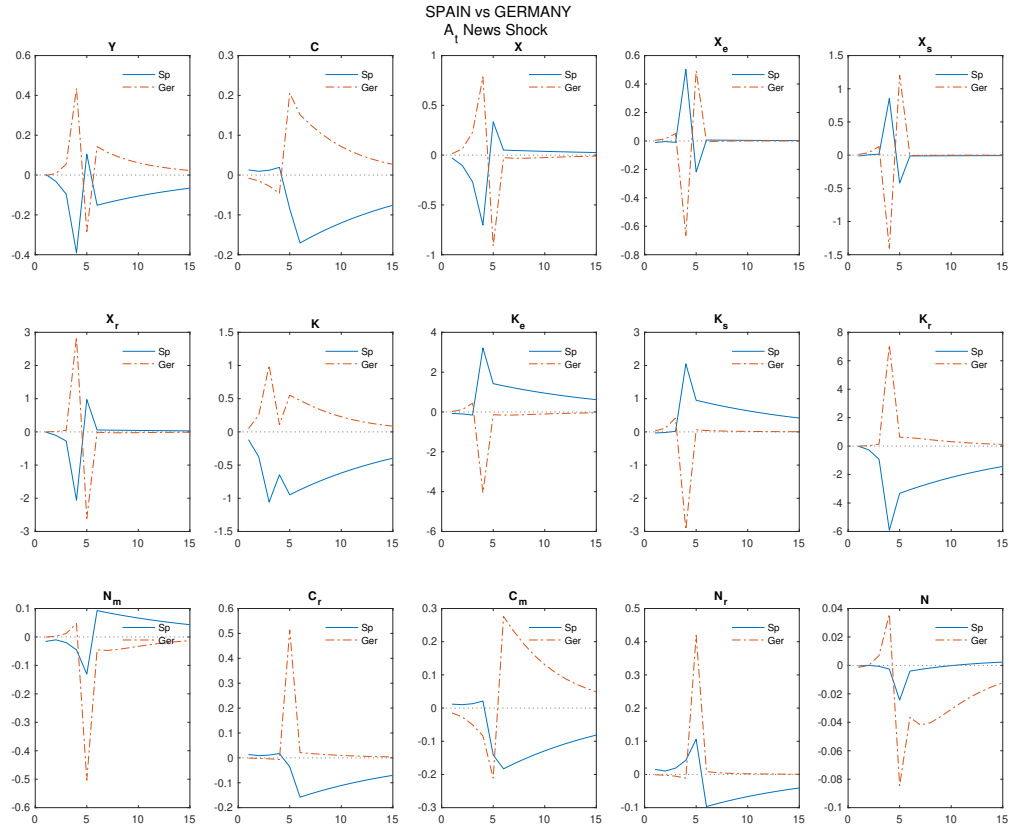 SPAIN vs GERMANY
A_t News Shock
Y
C
X
X_e
X_s
Sp
Ger
Sp
Ger
Sp
Ger
Sp
Ger
Sp
Ger
0.6
0.4
0.2
0
-0.2
-0.4
0 5 10 15
0.3
0.2
0.1
0
-0.1
-0.2
0 5 10 15
1
0.5
0
-0.5
-1
0 5 10 15
0.8
0.6
0.4
0.2
0
-0.2
-0.4
-0.6
-0.8
0 5 10 15
1.5
1
0.5
0
-0.5
-1
-1.5
0 5 10 15
X_r
K
K_e
K_s
K_r
Sp
Ger
Sp
Ger
Sp
Ger
Sp
Ger
Sp
Ger
3
2
1
0
-1
-2
-3
0 5 10 15
1.5
1
0.5
0
-0.5
-1
-1.5
0 5 10 15
4
2
0
-2
-4
-6
0 5 10 15
3
2
1
0
-1
-2
-3
0 5 10 15
8
6
4
2
0
-2
-4
-6
0 5 10 15
N_m
C_r
C_m
N_r
N
Sp
Ger
Sp
Ger
Sp
Ger
Sp
Ger
Sp
Ger
0.1
0
-0.1
-0.2
-0.3
-0.4
-0.5
-0.6
0 5 10 15
0.6
0.5
0.4
0.3
0.2
0.1
0
-0.1
-0.2
0 5 10 15
0.3
0.2
0.1
0
-0.1
-0.2
-0.3
0 5 10 15
0.5
0.4
0.3
0.2
0.1
0
-0.1
0 5 10 15
0.04
0.02
0
-0.02
-0.04
-0.06
-0.08
-0.1
0 5 10 15